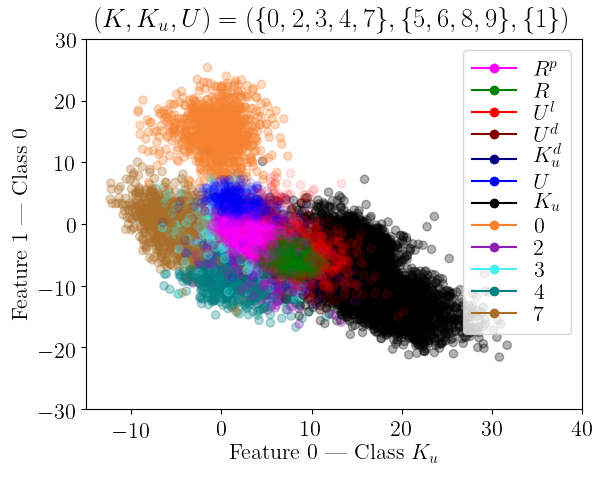 (K, K_u, U) = ({0, 2, 3, 4, 7}, {5, 6, 8, 9}, {1})
30
20
10
0
−10
−20
−30
Feature 1 — Class 0
−10
0
10
20
30
40
Feature 0 — Class K_u
R^p
R
U^l
U^d
K_u^d
U
K_u
0
2
3
4
7